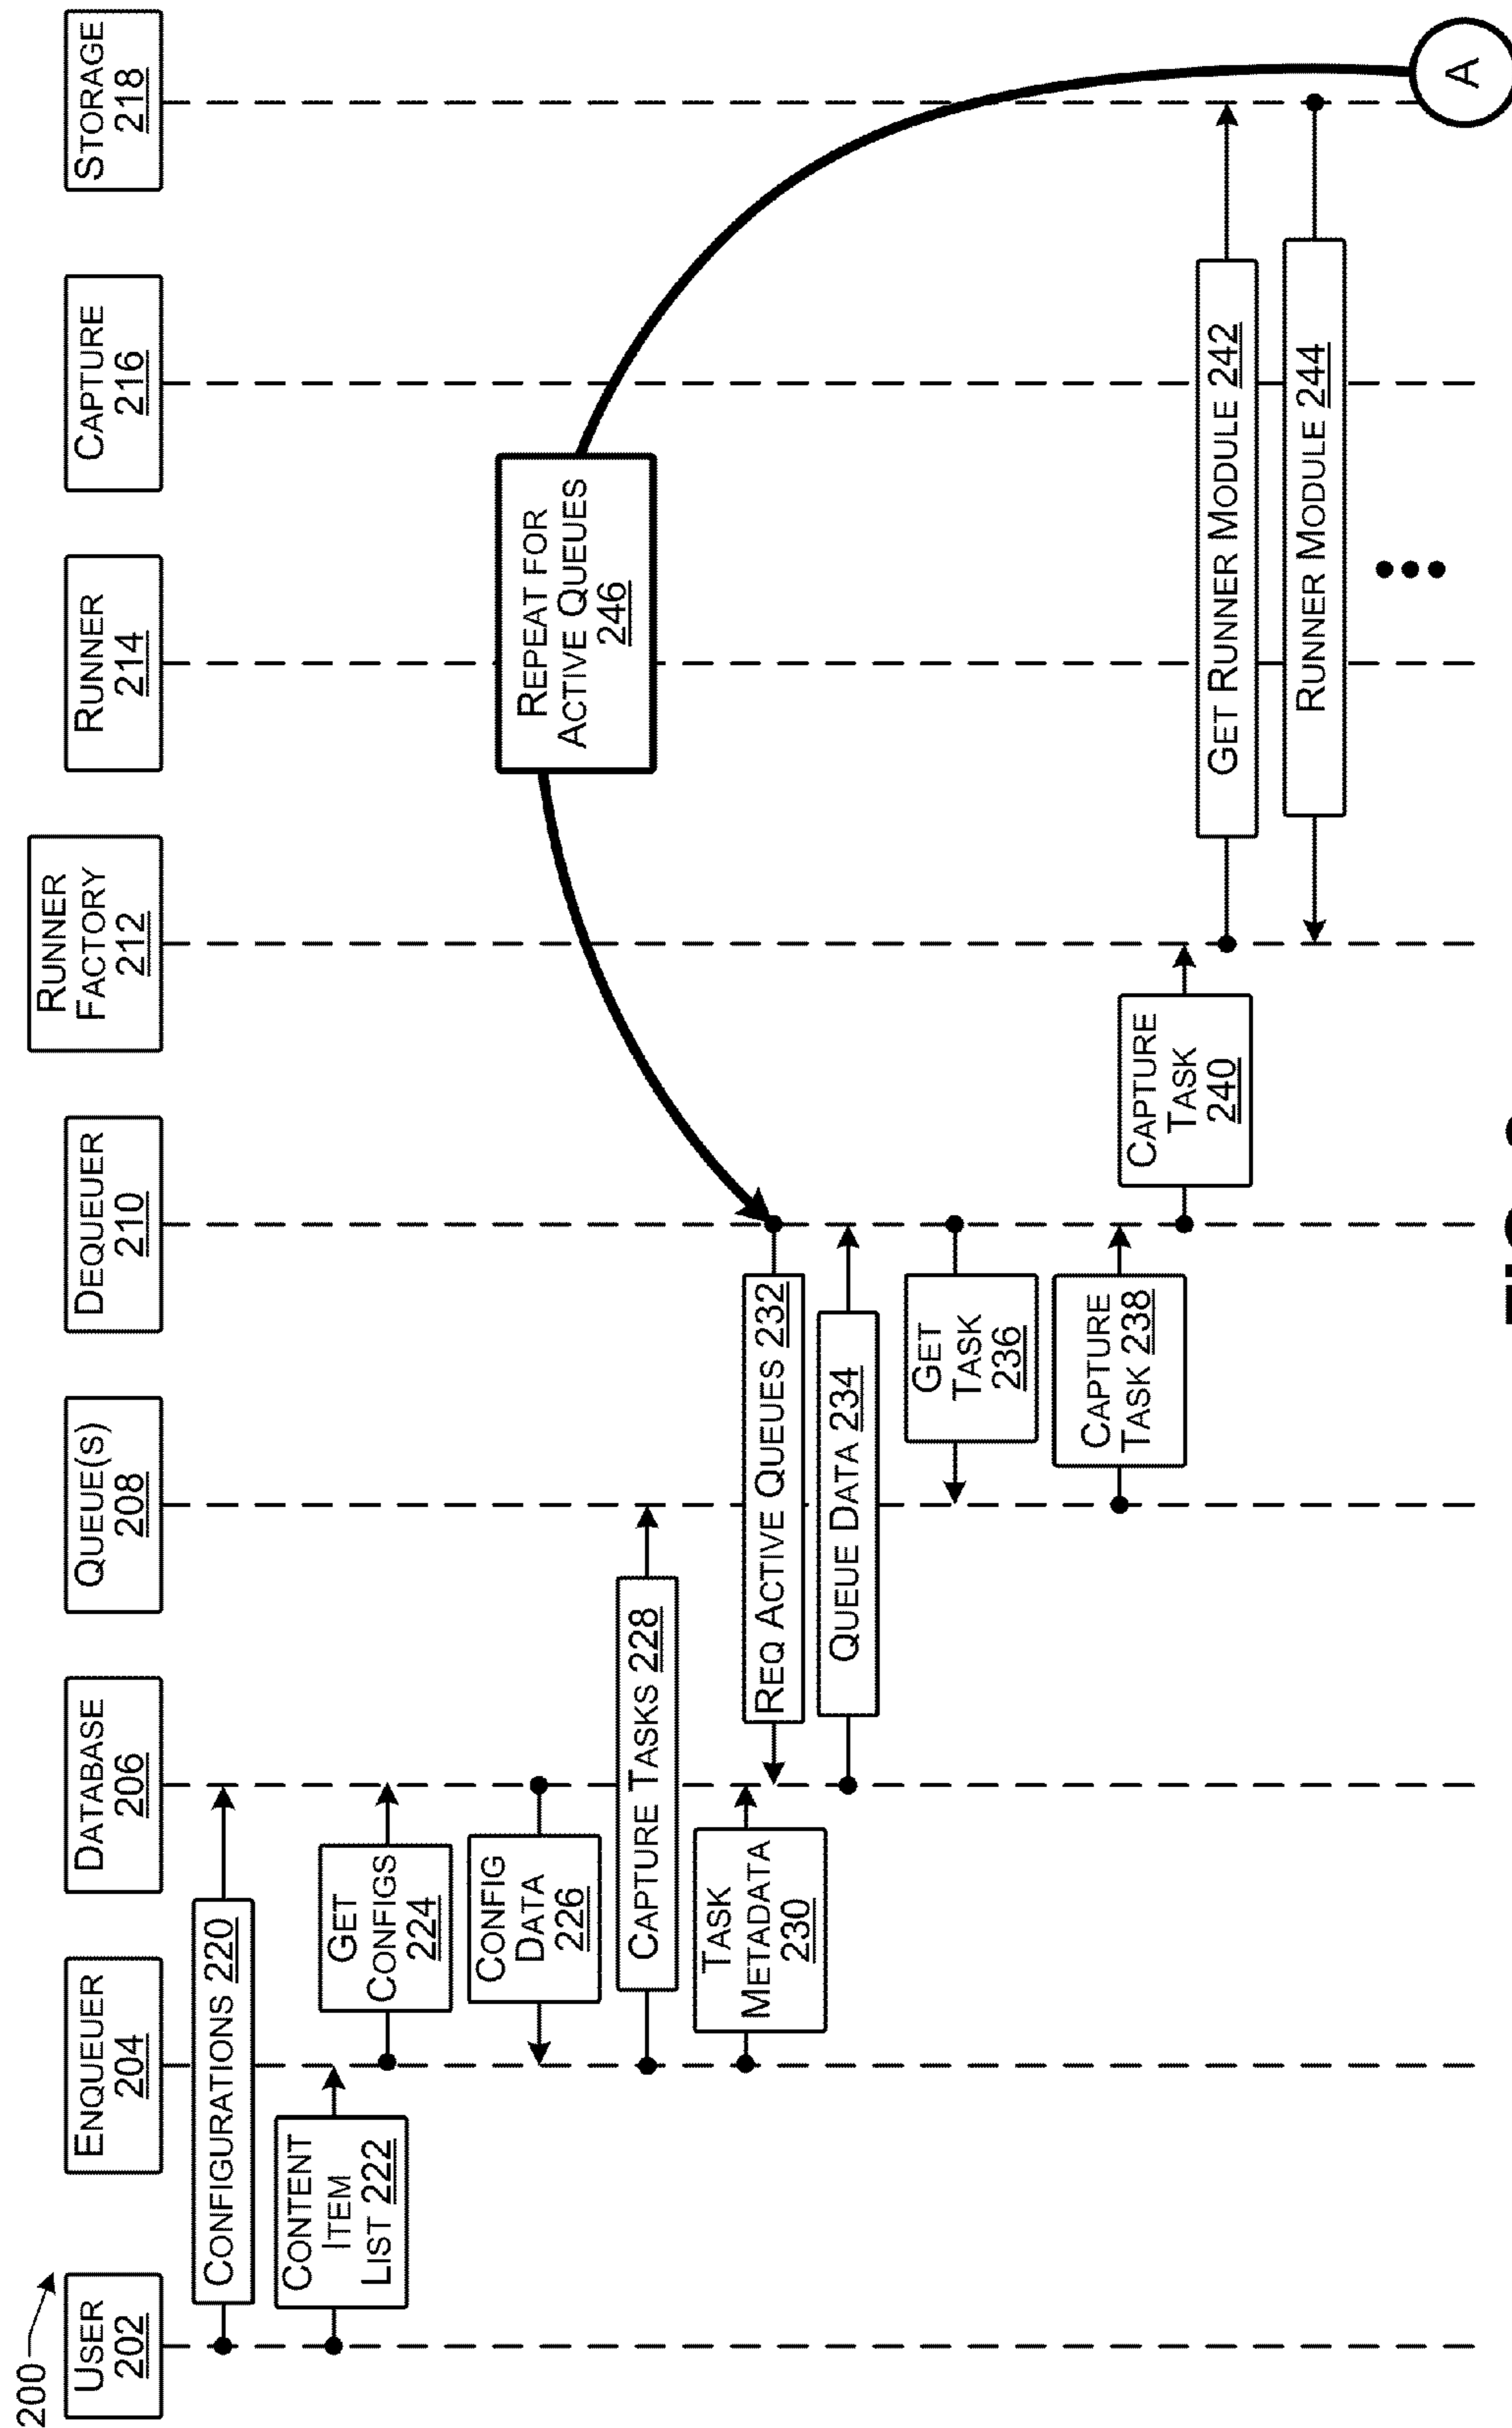 200
USER
202
ENQUEUER
204
DATABASE
206
QUEUE(S)
208
DEQUEUER
210
RUNNER
FACTORY
212
RUNNER
214
CAPTURE
216
STORAGE
218
CONFIGURATIONS 220
CONTENT
ITEM
LIST 222
GET
CONFIGS
224
CONFIG
DATA
226
CAPTURE TASKS 228
TASK
METADATA
230
REQ ACTIVE QUEUES 232
QUEUE DATA 234
GET
TASK
236
CAPTURE
TASK 238
CAPTURE
TASK
240
GET RUNNER MODULE 242
RUNNER MODULE 244
REPEAT FOR
ACTIVE QUEUES
246
A